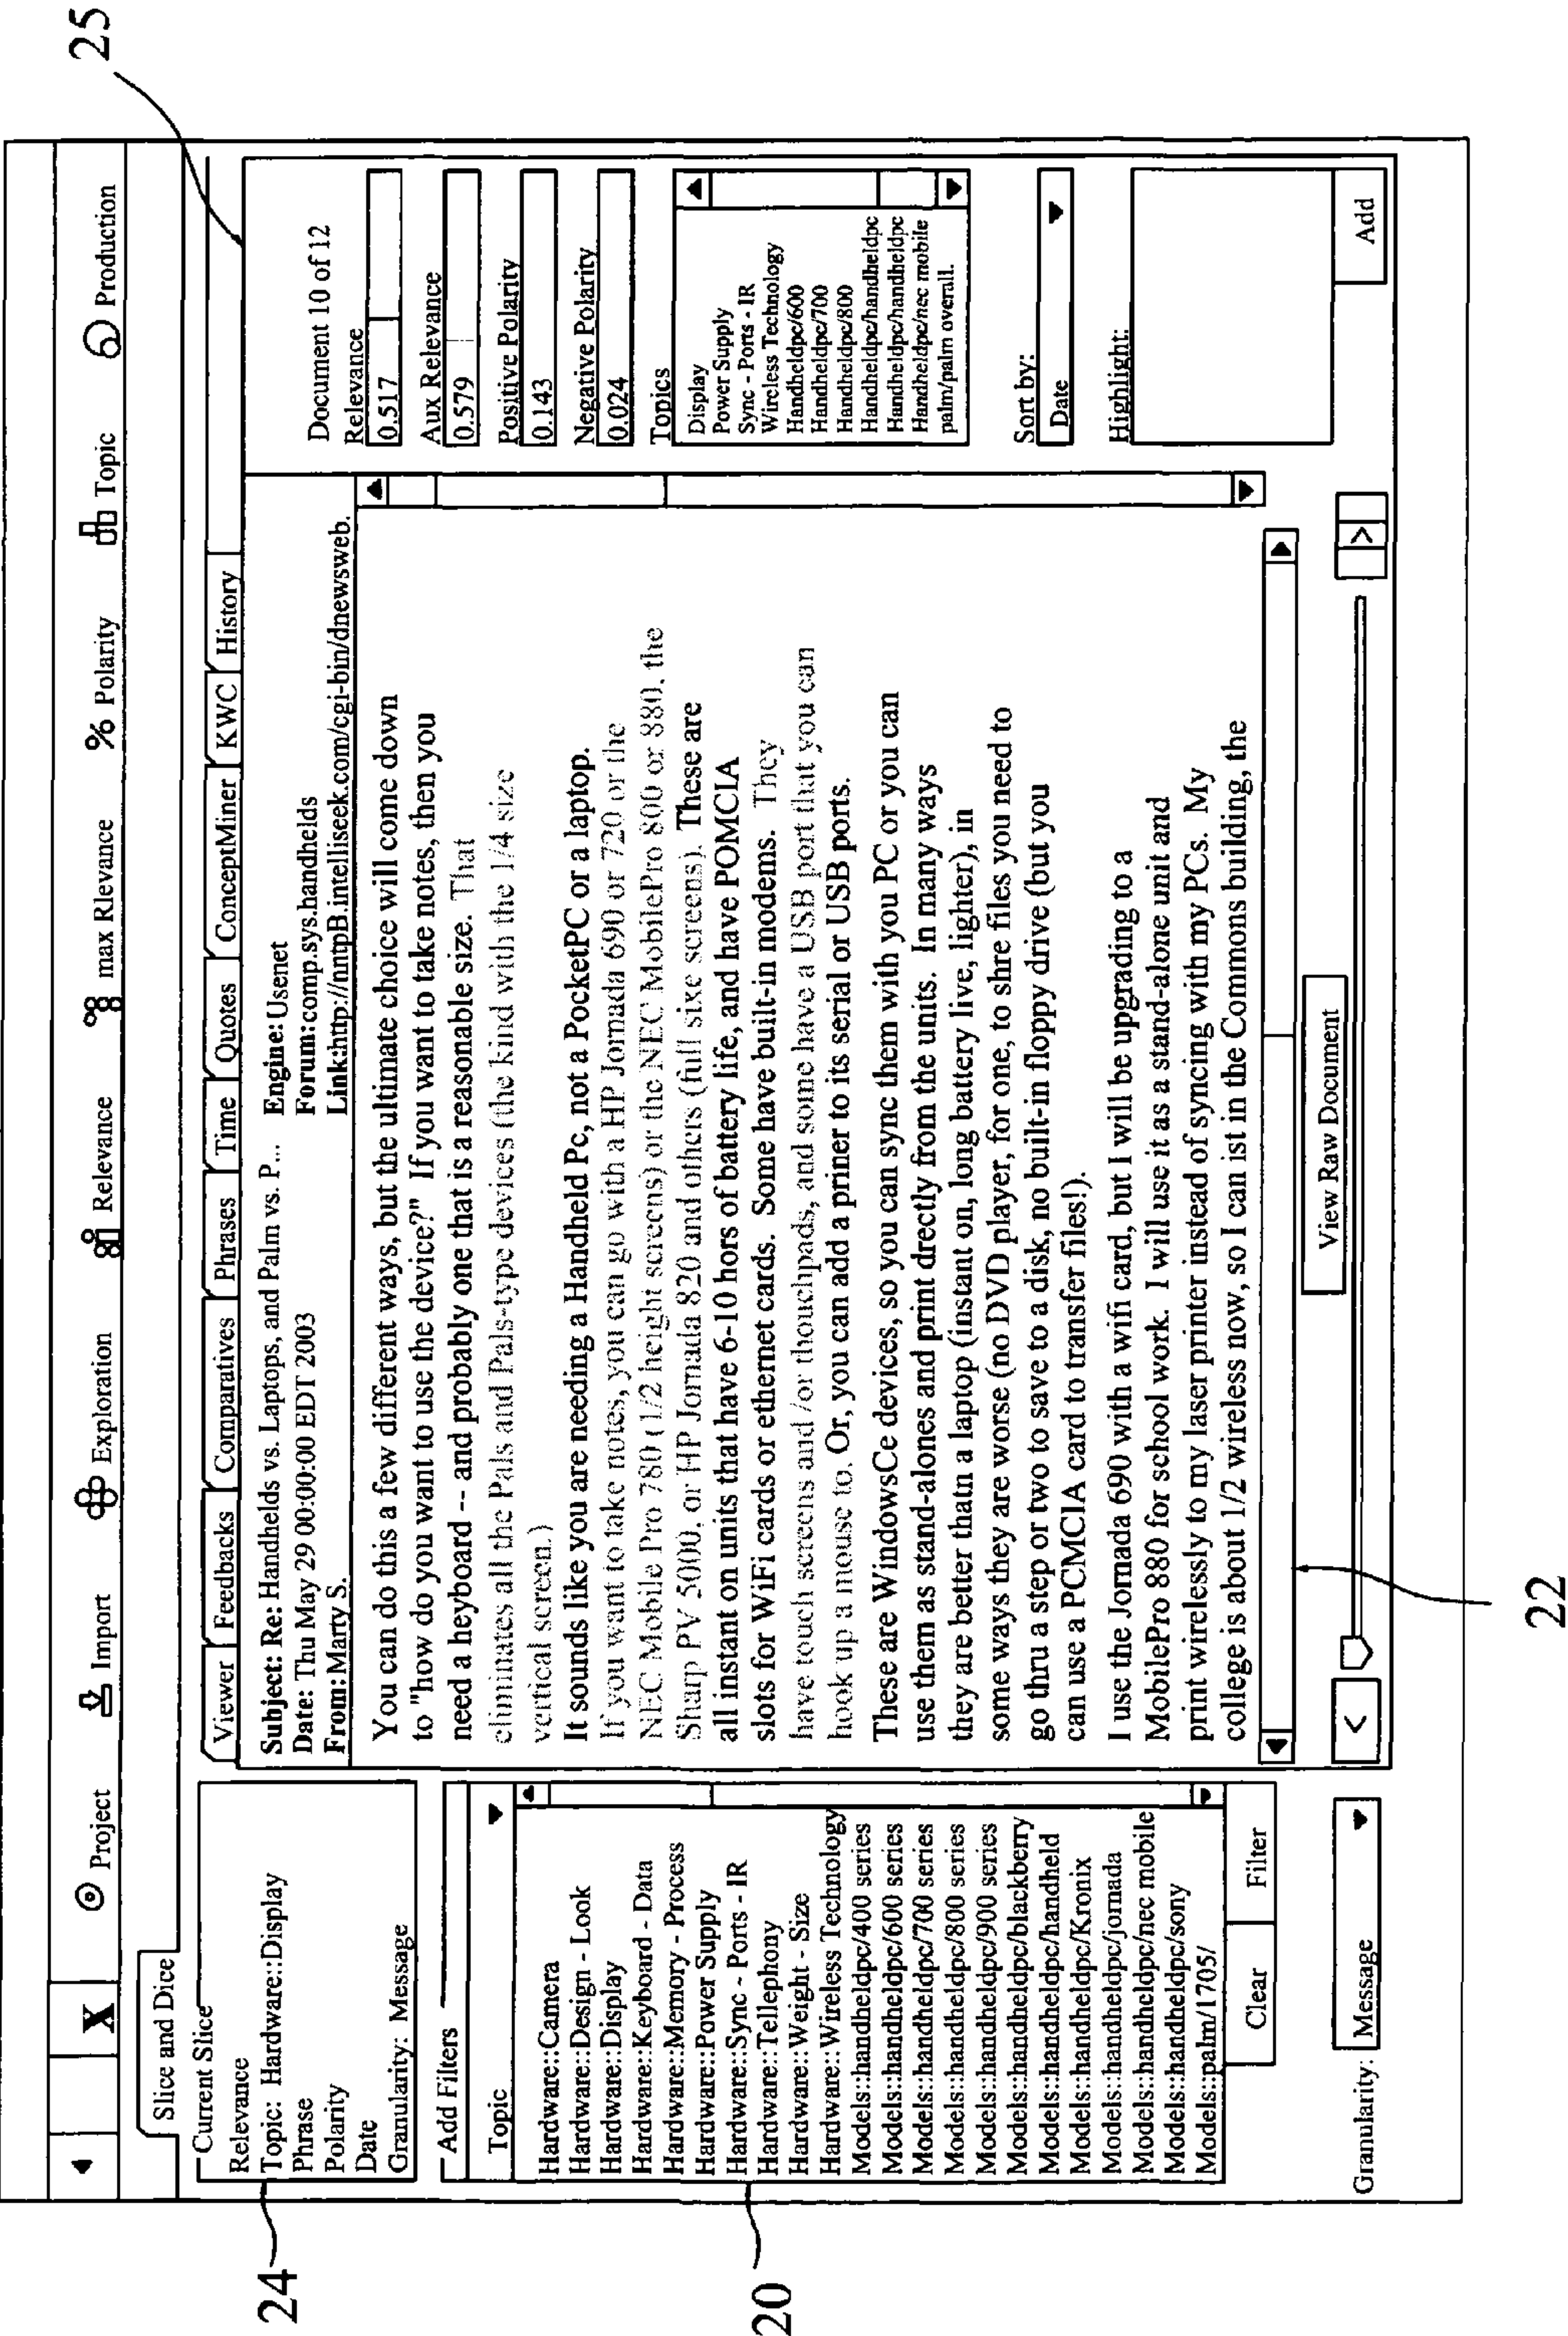 25
X
Project
Import
Exploration
Relevance
max Rlevance
% Polarity
Topic
Production
Slice and Dice
Current Slice
Relevance
Topic: Hardware::Display
Phrase
Polarity
Date
Granularity: Message
24
Add Filters
Topic
Hardware::Camera
Hardware::Design - Look
Hardware::Display
Hardware::Keyboard - Data
Hardware::Memory - Process
Hardware::Power Supply
Hardware::Sync - Ports - IR
Hardware::Tellephony
Hardware::Weight - Size
Hardware::Wireless Technology
Models::handheldpc/400 series
Models::handheldpc/600 series
Models::handheldpc/700 series
Models::handheldpc/800 series
Models::handheldpc/900 series
Models::handheldpc/blackberry
Models::handheldpc/handheld
Models::handheldpc/Kronix
Models::handheldpc/jornada
Models::handheldpc/nec mobile
Models::handheldpc/sony
Models::palm/1705/
20
Clear
Filter
Granularity: Message
Viewer Feedbacks Comparatives Phrases Time Quotes ConceptMiner KWC History
Subject: Re: Handhelds vs. Laptops, and Palm vs. P... Engine: Usenet
Date: Thu May 29 00:00:00 EDT 2003 Forum:comp.sys.handhelds
From: Marty S. Link:http://nntpB.intelliseek.com/cgi-bin/dnewsweb.
You can do this a few different ways, but the ultimate choice will come down
to "how do you want to use the device?" If you want to take notes, then you
need a heyboard -- and probably one that is a reasonable size. That
eliminates all the Pals and Pals-type devices (the kind with the 1/4 size
vertical screen.)
It sounds like you are needing a Handheld Pc, not a PocketPC or a laptop.
If you want to take notes, you can go with a HP Jornada 690 or 720 or the
NEC Mobile Pro 780 (1/2 height screens) or the NEC MobilePro 800 or 880, the
Sharp PV 5000, or HP Jornada 820 and others (full sixe screens). These are
all instant on units that have 6-10 hors of battery life, and have POMCIA
slots for WiFi cards or ethernet cards. Some have built-in modems. They
have touch screens and /or thouchpads, and some have a USB port that you can
hook up a mouse to. Or, you can add a priner to its serial or USB ports.
These are WindowsCe devices, so you can sync them with you PC or you can
use them as stand-alones and print drectly from the units. In many ways
they are better thatn a laptop (instant on, long battery live, lighter), in
some ways they are worse (no DVD player, for one, to shre files you need to
go thru a step or two to save to a disk, no built-in floppy drive (but you
can use a PCMCIA card to transfer files!).
I use the Jornada 690 with a wifi card, but I will be upgrading to a
MobilePro 880 for school work. I will use it as a stand-alone unit and
print wirelessly to my laser printer instead of syncing with my PCs. My
college is about 1/2 wireless now, so I can ist in the Commons building, the
View Raw Document
<
>
22
Document 10 of 12
Relevance
0.517
Aux Relevance
0.579
Positive Polarity
0.143
Negative Polarity
0.024
Topics
Display
Power Supply
Sync - Ports - IR
Wireless Technology
Handheldpc/600
Handheldpc/700
Handheldpc/800
Handheldpc/handheldpc
Handheldpc/handheldpc
Handheldpc/nec mobile
palm/palm overall.
Sort by:
Date
Highlight:
Add